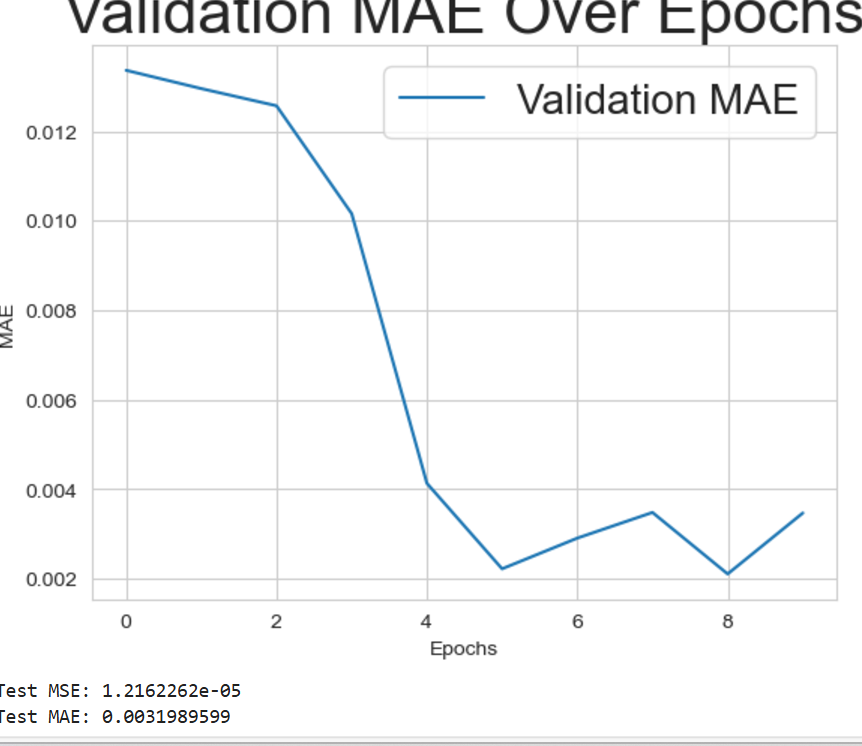 Validation MAE Over Epochs
Validation MAE
0.012
0.010
0.008
0.006
0.004
0.002
MAE
0 2 4 6 8
Epochs
Test MSE: 1.2162262e-05
Test MAE: 0.0031989599